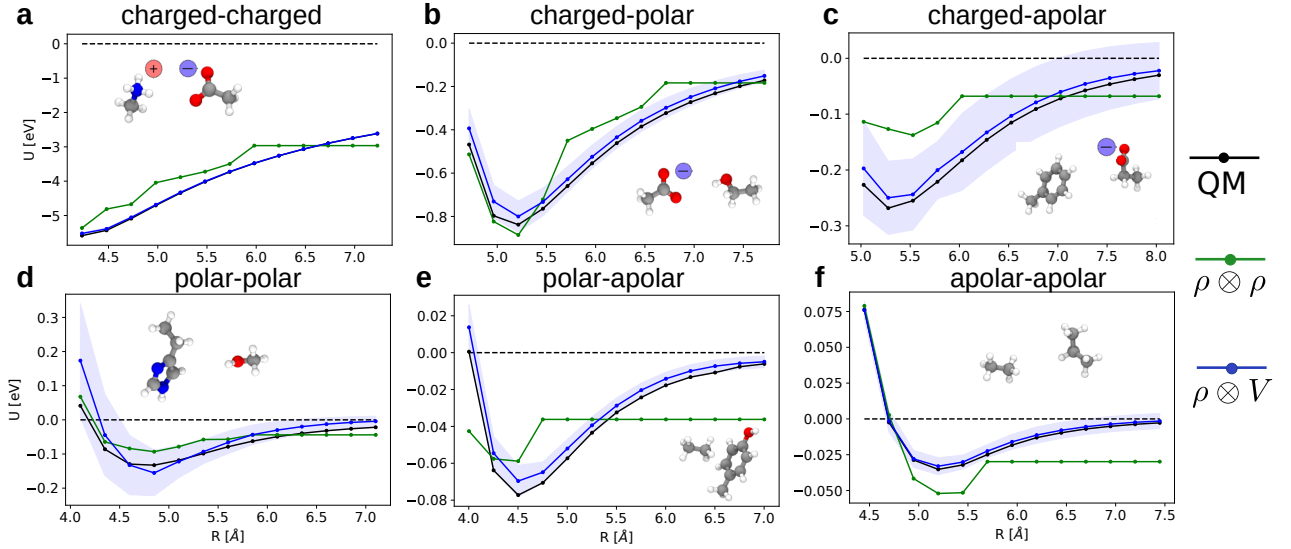 a charged-charged
b charged-polar
c charged-apolar
U [eV]
0
−1
−2
−3
−4
−5
4.5 5.0 5.5 6.0 6.5 7.0
+ −
0.0
−0.2
−0.4
−0.6
−0.8
5.0 5.5 6.0 6.5 7.0 7.5
−
0.0
−0.1
−0.2
−0.3
5.0 5.5 6.0 6.5 7.0 7.5 8.0
−
QM
ρ ⊗ ρ
ρ ⊗ V
d polar-polar
e polar-apolar
f apolar-apolar
U [eV]
0.3
0.2
0.1
0.0
−0.1
−0.2
4.0 4.5 5.0 5.5 6.0 6.5 7.0
R [Å]
0.00
−0.02
−0.04
−0.06
−0.08
4.0 4.5 5.0 5.5 6.0 6.5 7.0
R [Å]
0.075
0.050
0.025
0.000
−0.025
−0.050
4.5 5.0 5.5 6.0 6.5 7.0 7.5
R [Å]